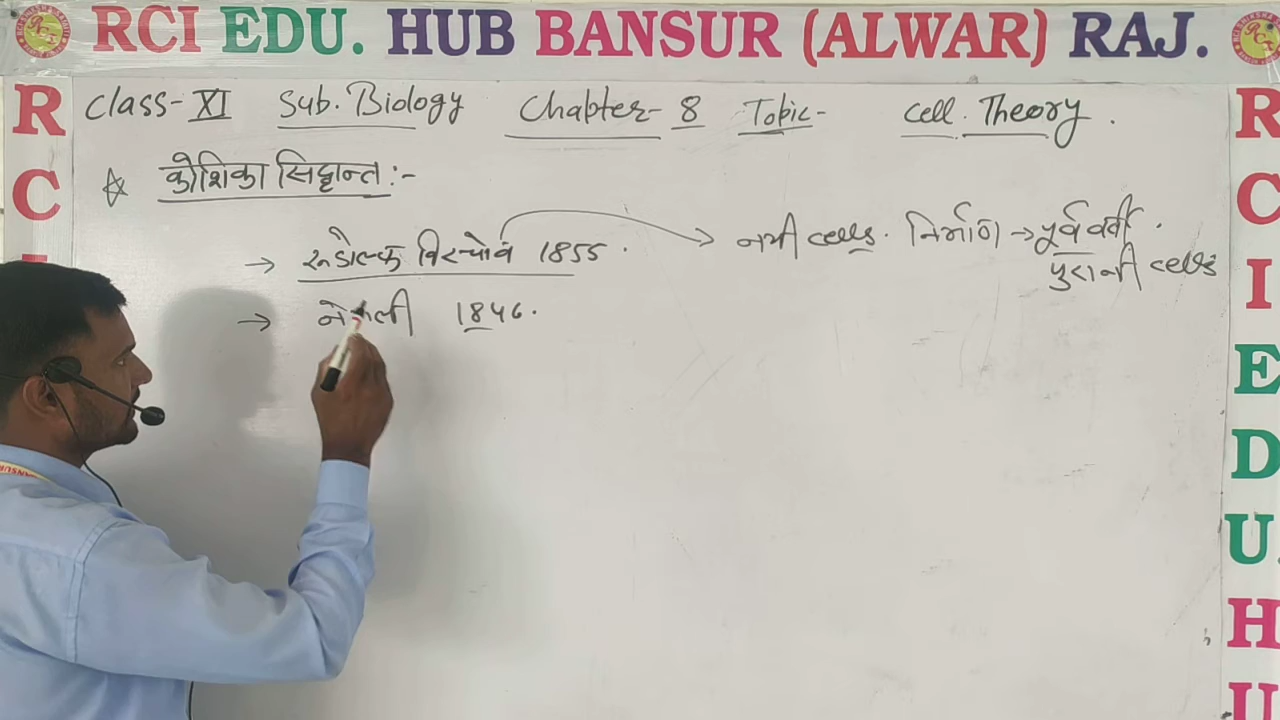 RCI EDU. HUB BANSUR (ALWAR) RAJ.
Class-XI Sub. Biology Chapter-8 Topic- Cell Theory.
कोशिका सिद्धान्त:-
→ रूडोल्फ विरच्योव 1855. → नयी cells. निर्माण → पूर्ववर्ती.
पुरानी cells
→ नेगली 1846.
R
C
I
R
C
I
E
D
U.
H
U